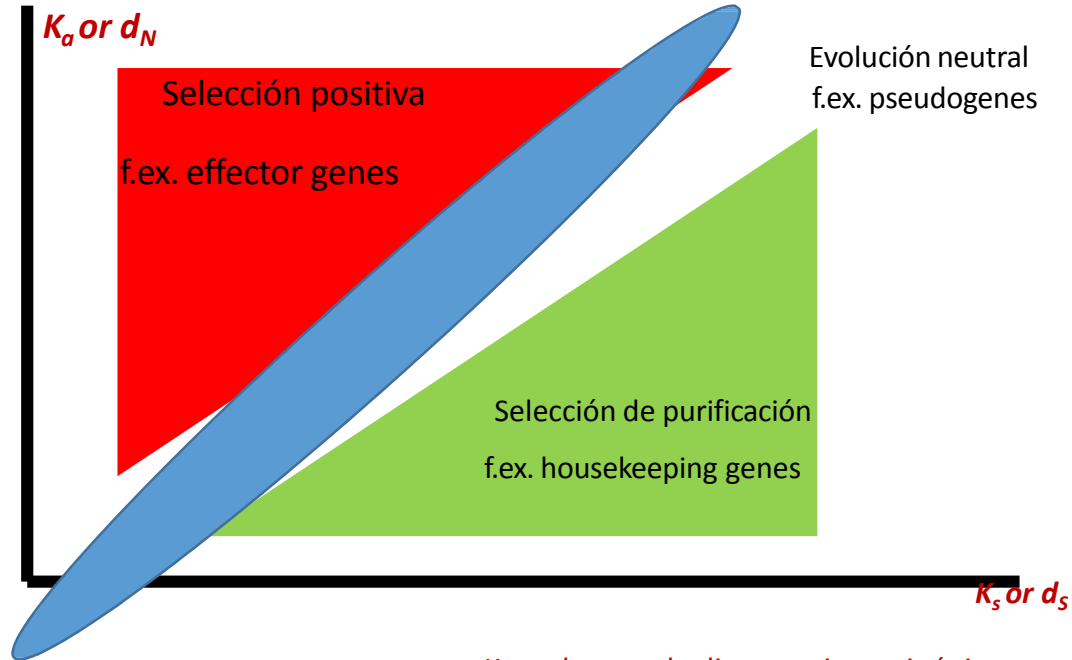 Ka or dN
Selección positiva
f.ex. effector genes
Evolución neutral
f.ex. pseudogenes
Selección de purificación
f.ex. housekeeping genes
Ks or dS